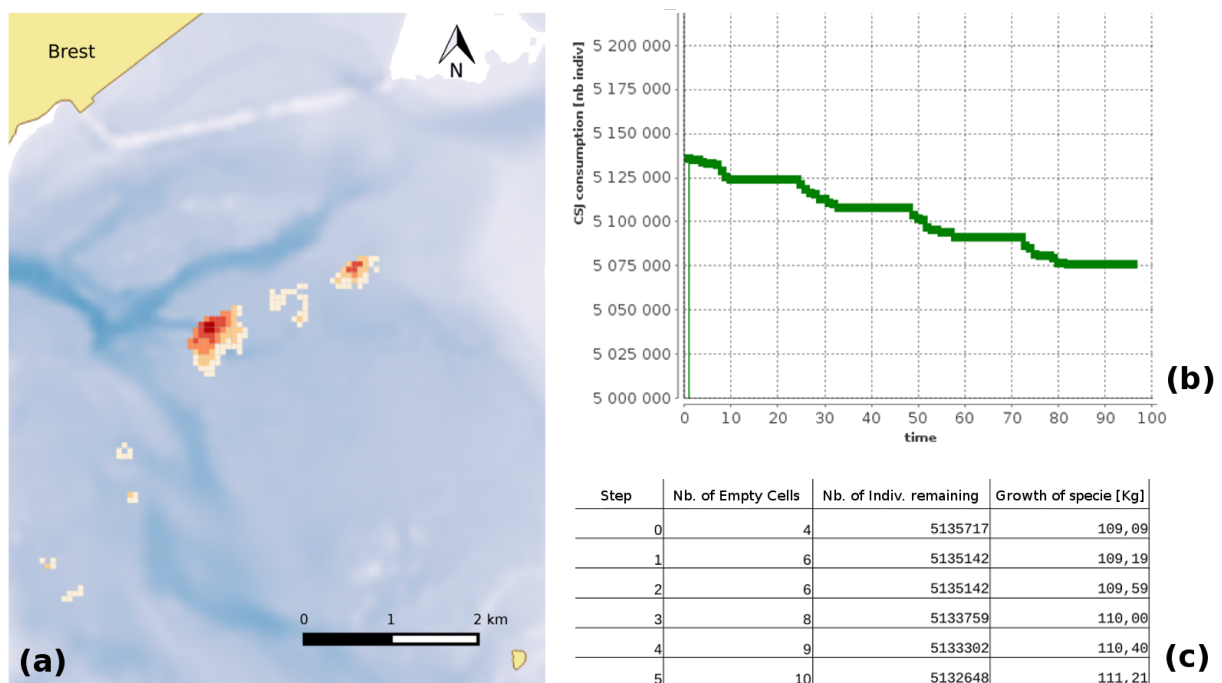 Brest
N
0 1 2 km
(a)
CSJ consumption [nb indiv]
5 200 000
5 175 000
5 150 000
5 125 000
5 100 000
5 075 000
5 050 000
5 025 000
5 000 000
0 10 20 30 40 50 60 70 80 90 100
time
(b)
Step Nb. of Empty Cells Nb. of Indiv. remaining Growth of specie [Kg]
0 4 5135717 109,09
1 6 5135142 109,19
2 6 5135142 109,59
3 8 5133759 110,00
4 9 5133302 110,40
5 10 5132648 111,21
(c)